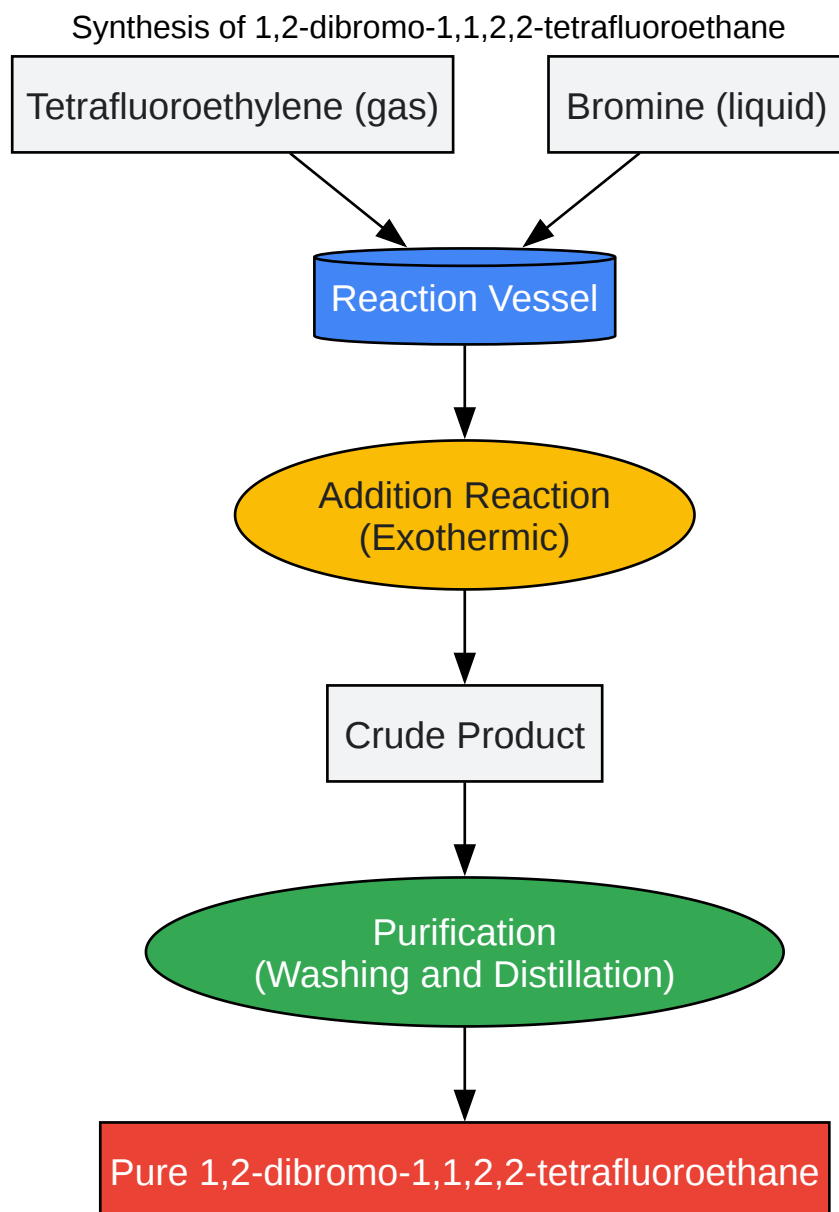 Synthesis of 1,2-dibromo-1,1,2,2-tetrafluoroethane
Tetrafluoroethylene (gas)
Bromine (liquid)
Reaction Vessel
Addition Reaction
(Exothermic)
Crude Product
Purification
(Washing and Distillation)
Pure 1,2-dibromo-1,1,2,2-tetrafluoroethane